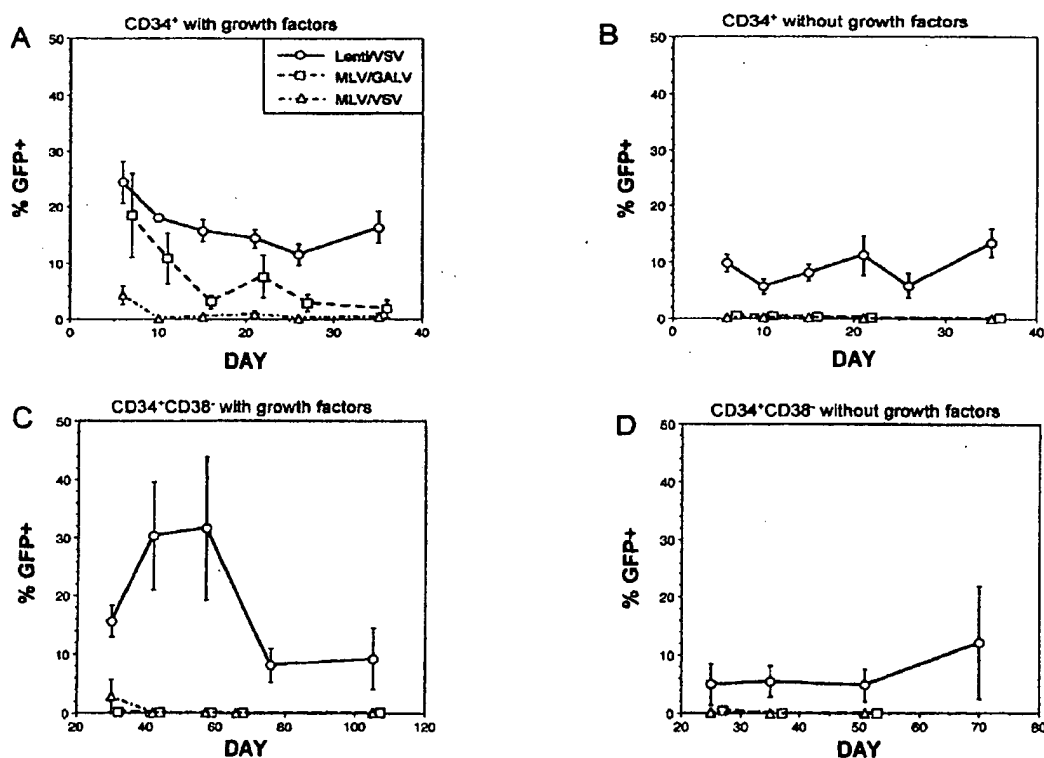 A
CD34+ with growth factors
50
40
30
20
10
0
% GFP+
Lenti/VSV
MLV/GALV
MLV/VSV
0 10 20 30 40
DAY
B
CD34+ without growth factors
50
40
30
20
10
0
% GFP+
0 10 20 30 40
DAY
C
CD34+CD38- with growth factors
50
40
30
20
10
0
% GFP+
20 40 60 80 100 120
DAY
D
CD34+CD38- without growth factors
50
40
30
20
10
0
% GFP+
20 30 40 50 60 70 80
DAY